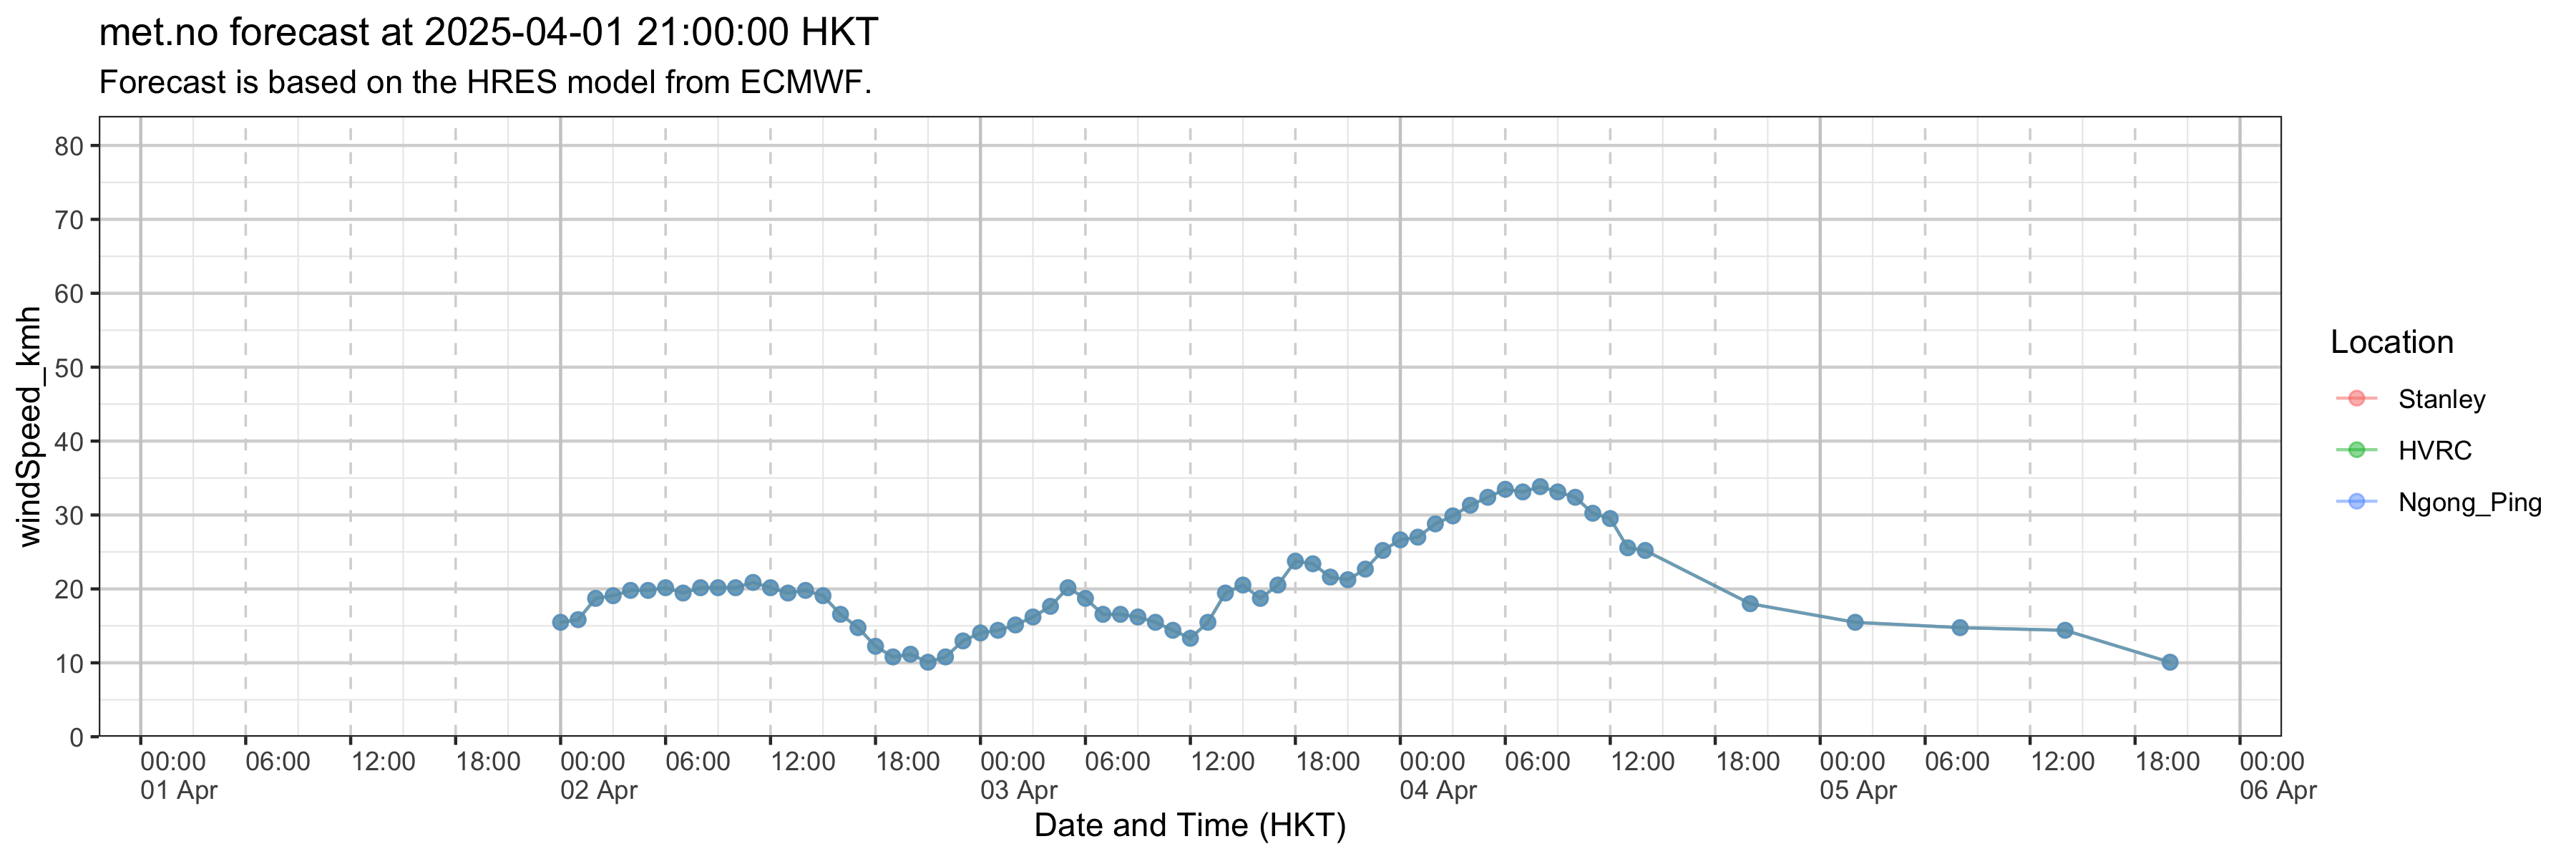 met.no forecast at 2025-04-01 21:00:00 HKT
Forecast is based on the HRES model from ECMWF.
windSpeed_kmh
80
70
60
50
40
30
20
10
0
00:00 06:00 12:00 18:00 00:00 06:00 12:00 18:00 00:00 06:00 12:00 18:00 00:00 06:00 12:00 18:00 00:00 06:00 12:00 18:00 00:00
01 Apr 02 Apr 03 Apr 04 Apr 05 Apr 06 Apr
Date and Time (HKT)
Location
Stanley
HVRC
Ngong_Ping